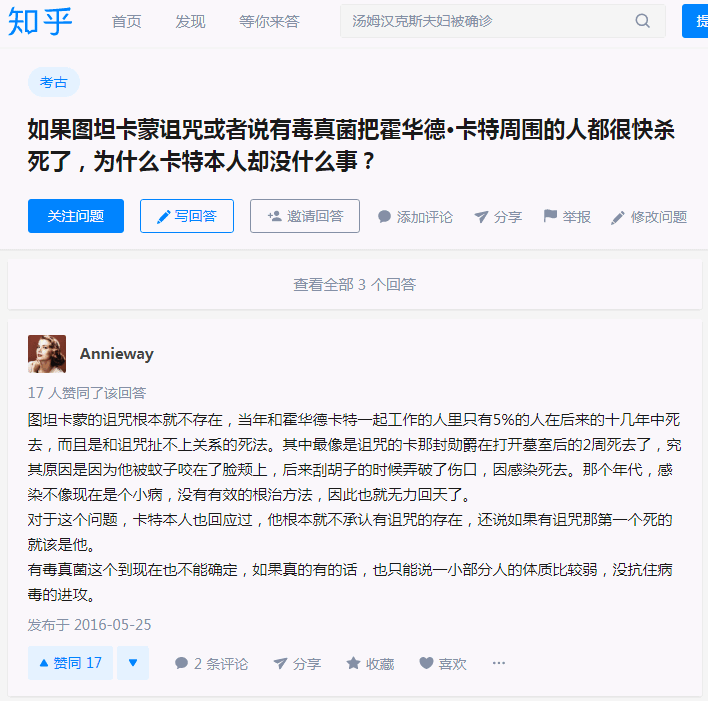 知乎 首页 发现 等你来答 汤姆汉克斯夫妇被确诊 提
考古
如果图坦卡蒙诅咒或者说有毒真菌把霍华德•卡特周围的人都很快杀
死了，为什么卡特本人却没什么事？
关注问题 写回答 邀请回答 添加评论 分享 举报 修改问题
查看全部 3 个回答
Annieway
17 人赞同了该回答
图坦卡蒙的诅咒根本就不存在，当年和霍华德卡特一起工作的人里只有5%的人在后来的十几年中死
去，而且是和诅咒扯不上关系的死法。其中最像是诅咒的卡那封勋爵在打开墓室后的2周死去了，究
其原因是因为他被蚊子咬在了脸颊上，后来刮胡子的时候弄破了伤口，因感染死去。那个年代，感
染不像现在是个小病，没有有效的根治方法，因此也就无力回天了。
对于这个问题，卡特本人也回应过，他根本就不承认有诅咒的存在，还说如果有诅咒那第一个死的
就该是他。
有毒真菌这个到现在也不能确定，如果真的有的话，也只能说一小部分人的体质比较弱，没抗住病
毒的进攻。
发布于 2016-05-25
赞同 17 2 条评论 分享 收藏 喜欢 ···